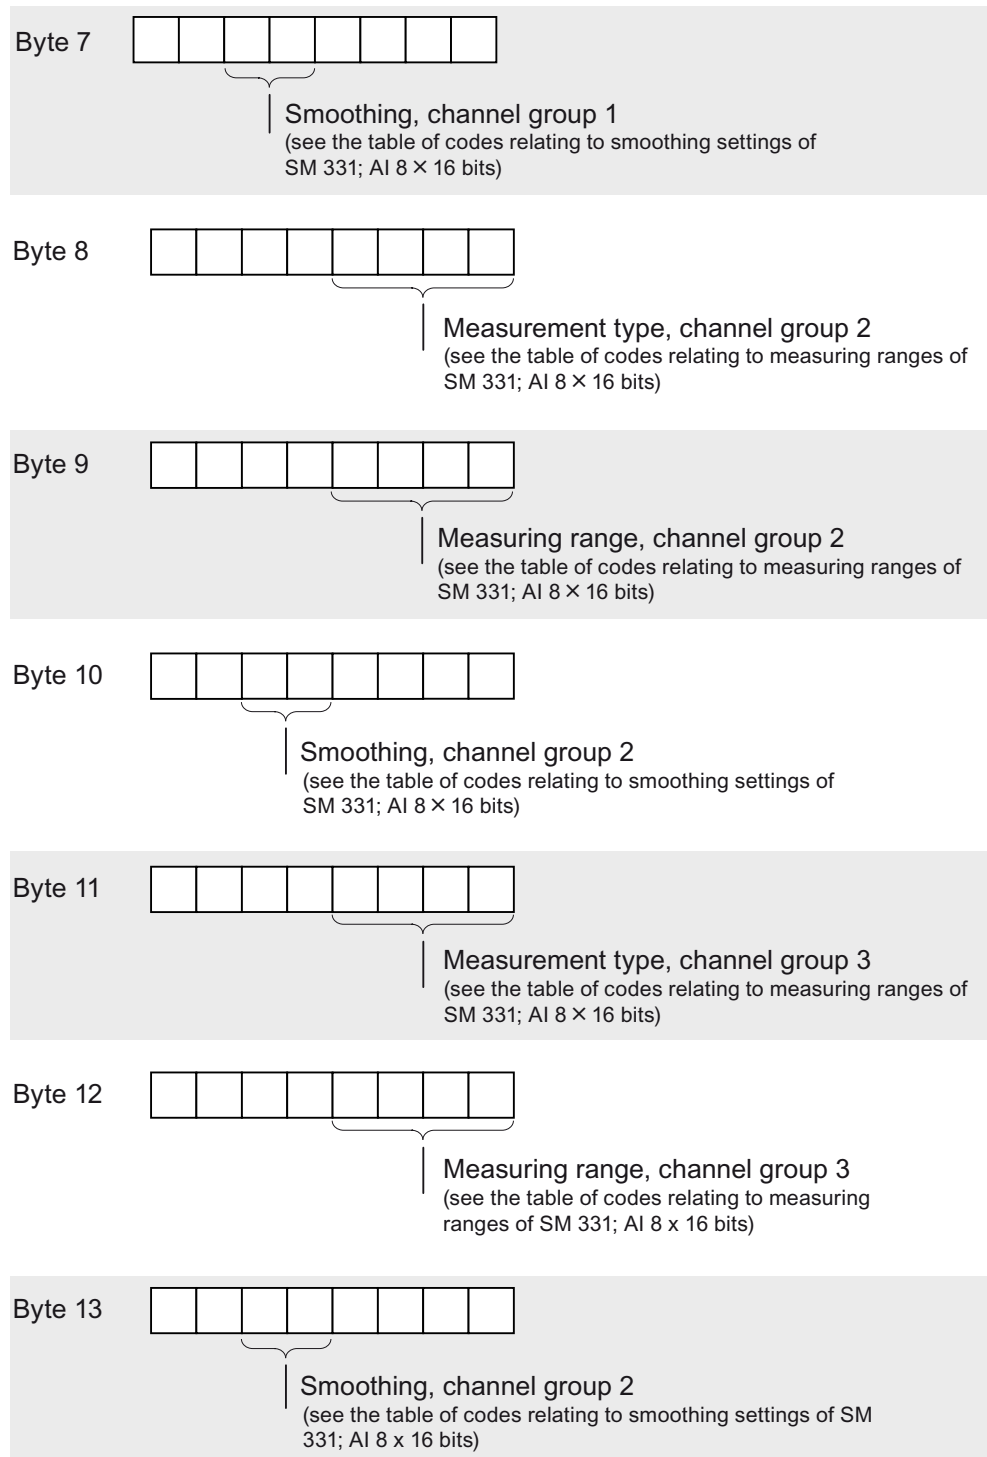 Byte 7
Smoothing, channel group 1
(see the table of codes relating to smoothing settings of
SM 331; AI 8 × 16 bits)
Byte 8
Measurement type, channel group 2
(see the table of codes relating to measuring ranges of
SM 331; AI 8 × 16 bits)
Byte 9
Measuring range, channel group 2
(see the table of codes relating to measuring ranges of
SM 331; AI 8 × 16 bits)
Byte 10
Smoothing, channel group 2
(see the table of codes relating to smoothing settings of
SM 331; AI 8 × 16 bits)
Byte 11
Measurement type, channel group 3
(see the table of codes relating to measuring ranges of
SM 331; AI 8 × 16 bits)
Byte 12
Measuring range, channel group 3
(see the table of codes relating to measuring
ranges of SM 331; AI 8 x 16 bits)
Byte 13
Smoothing, channel group 2
(see the table of codes relating to smoothing settings of SM
331; AI 8 x 16 bits)